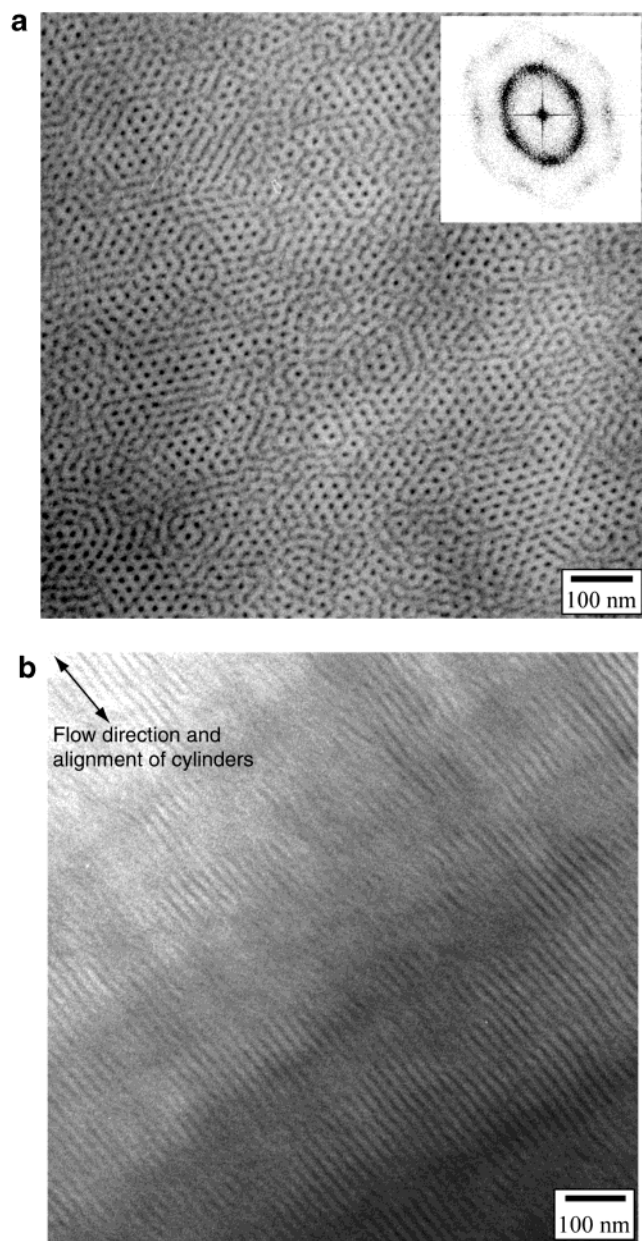 a
100 nm
b
Flow direction and
alignment of cylinders
100 nm